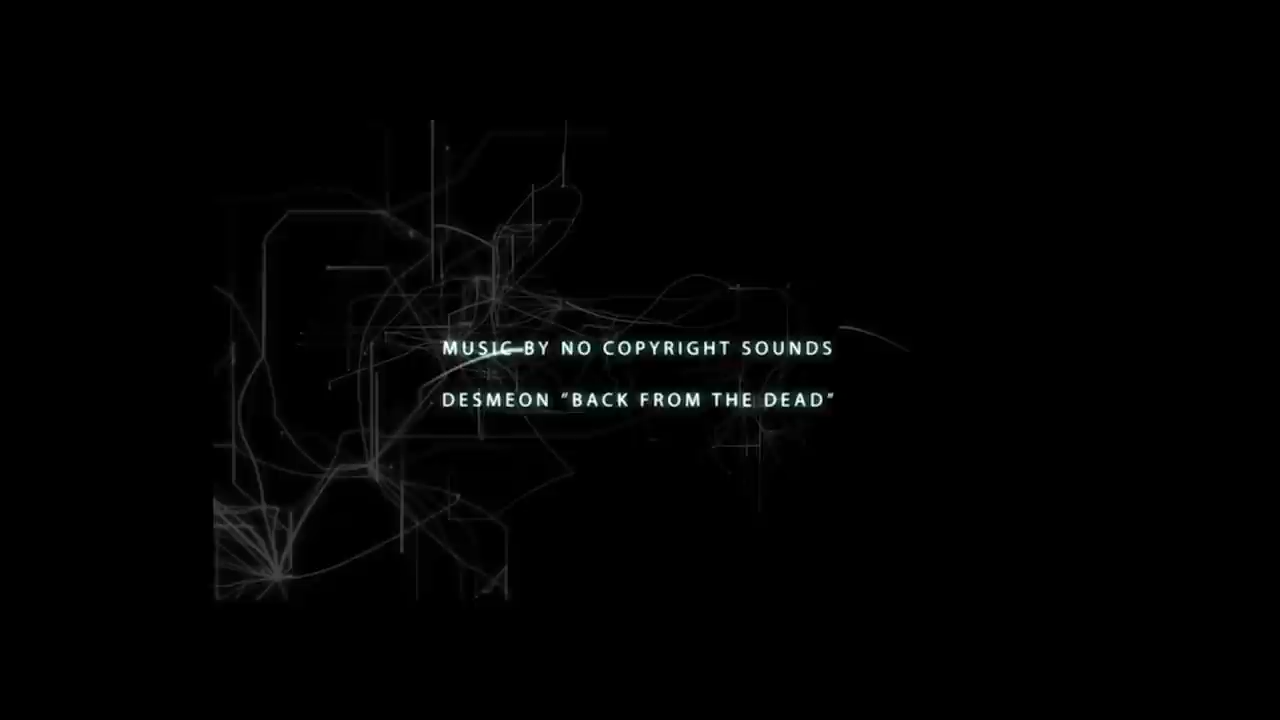 MUSIC BY NO COPYRIGHT SOUNDS
DESMEON “BACK FROM THE DEAD”